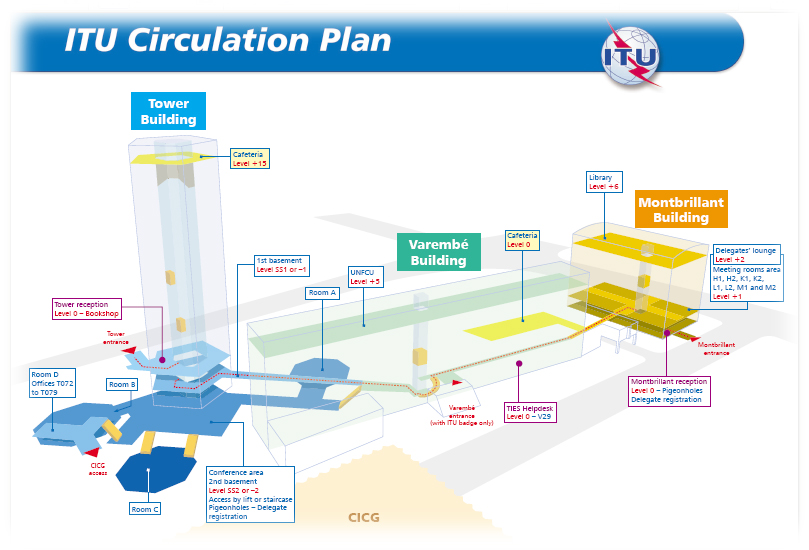 ITU Circulation Plan
ITU
Tower
Building
Cafeteria
Level +15
Library
Level +6
Montbrillant
Building
Varembé
Building
Cafeteria
Level 0
Delegates' lounge
Level +2
Meeting rooms area
H1, H2, K1, K2,
L1, L2, M1 and M2
Level +1
1st basement
Level SS1 or –1
UNFCU
Level +5
Room A
Tower reception
Level 0 – Bookshop
Tower
entrance
Montbrillant
entrance
Room D
Offices T072
to T079
Room B
Montbrillant reception
Level 0 – Pigeonholes
Delegate registration
Varembé
entrance
(with ITU badge only)
TIES Helpdesk
Level 0 – V29
CICG
access
Conference area
2nd basement
Level SS2 or –2
Access by lift or staircase
Pigeonholes – Delegate
registration
Room C
CICG